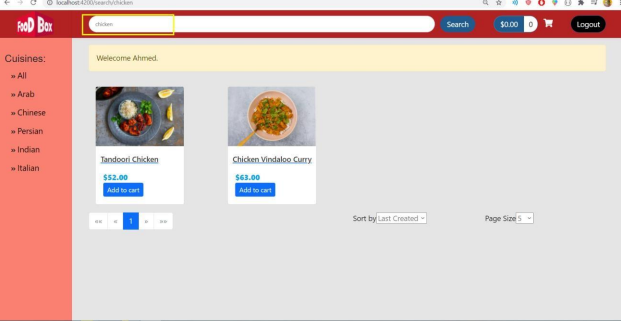 localhost:4200/search/chicken
FooD Box
chicken
Search
$0.00 0
Logout
Cuisines:
» All
» Arab
» Chinese
» Persian
» Indian
» Italian
Welecome Ahmed.
Tandoori Chicken
$52.00
Add to cart
Chicken Vindaloo Curry
$63.00
Add to cart
«« « 1 » »»
Sort by Last Created
Page Size 5